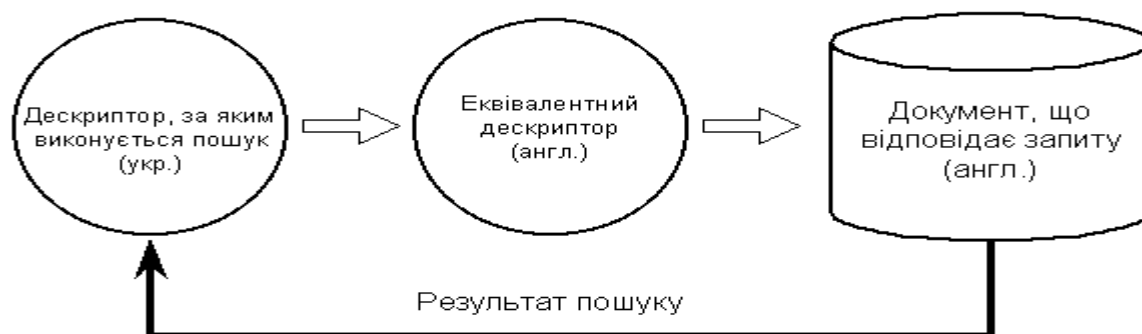 Дескриптор, за яким
виконується пошук
(укр.)
Еквівалентний
дескриптор
(англ.)
Документ, що
відповідає запиту
(англ.)
Результат пошуку